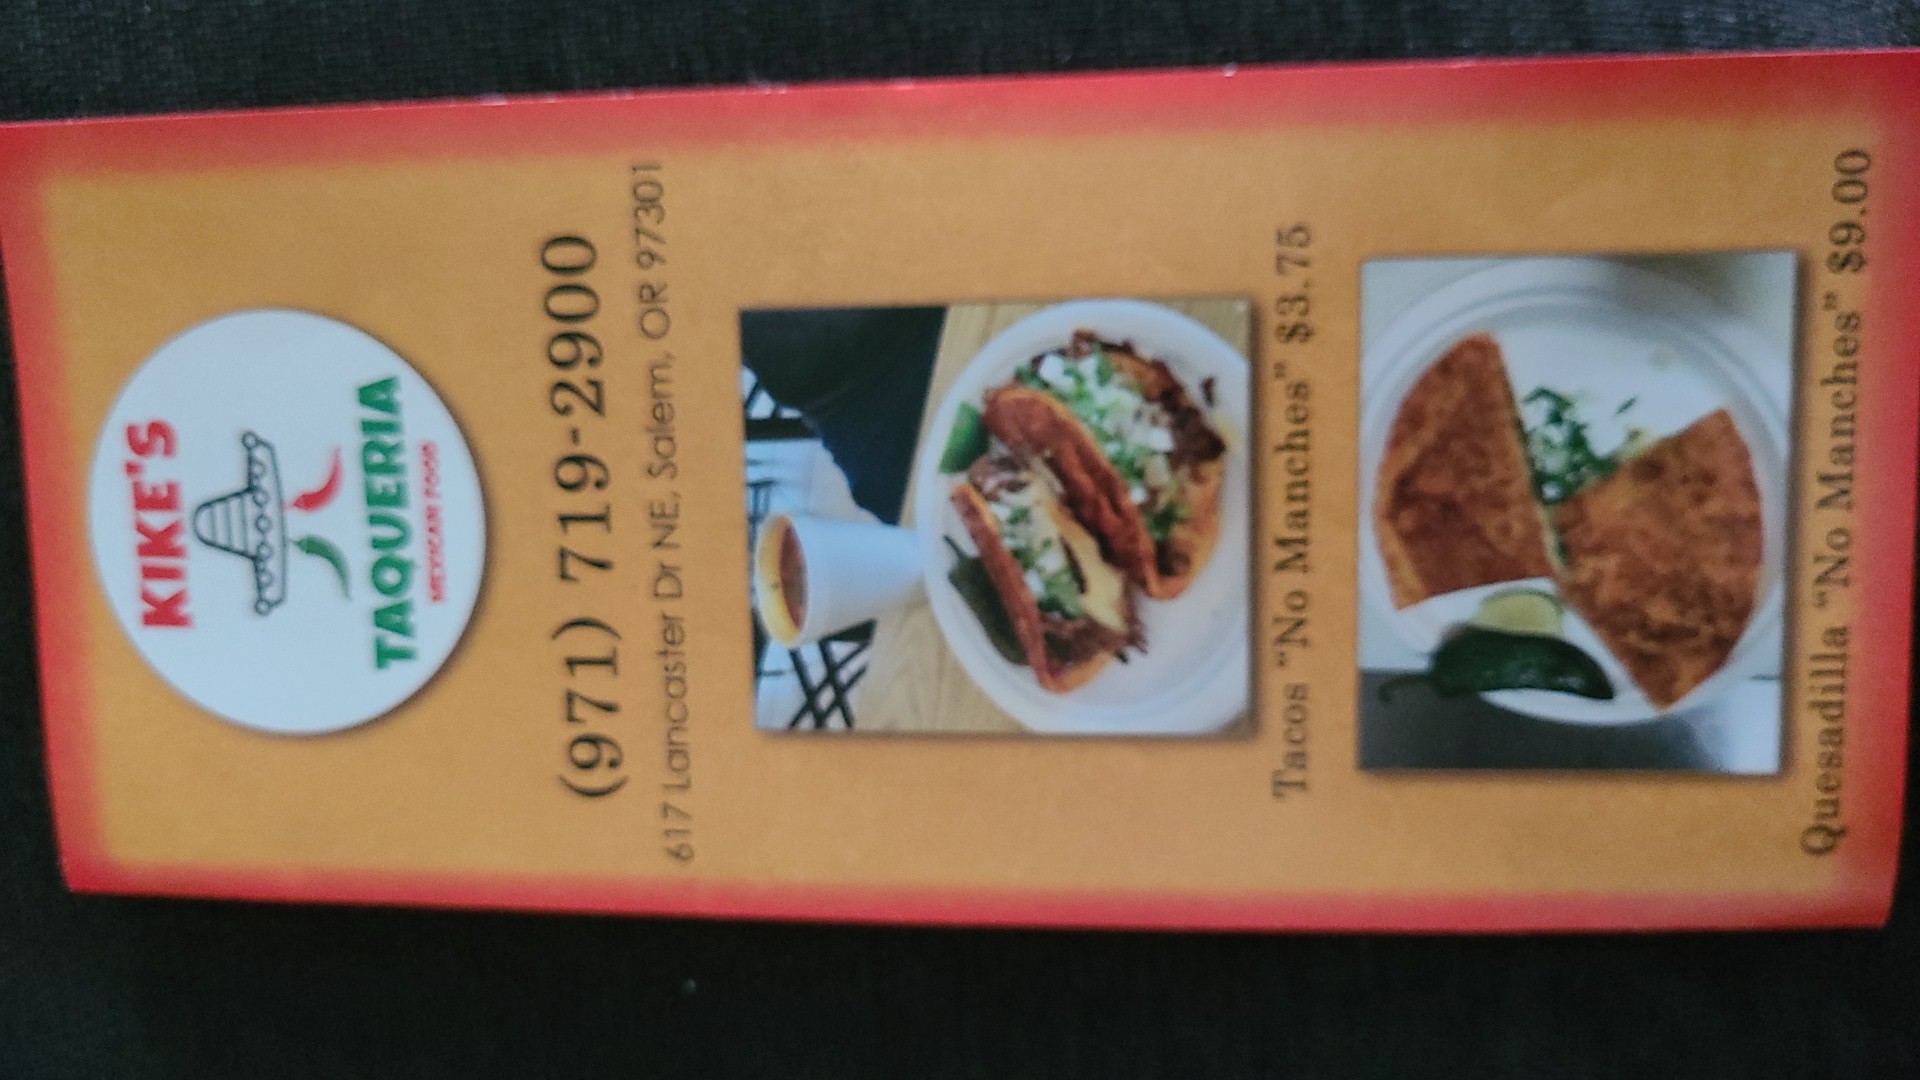 KIKE'S
TAQUERIA
MEXICAN FOOD
(971) 719-2900
617 Lancaster Dr NE, Salem, OR 97301
Tacos "No Manches" $3.75
Quesadilla "No Manches" $9.00